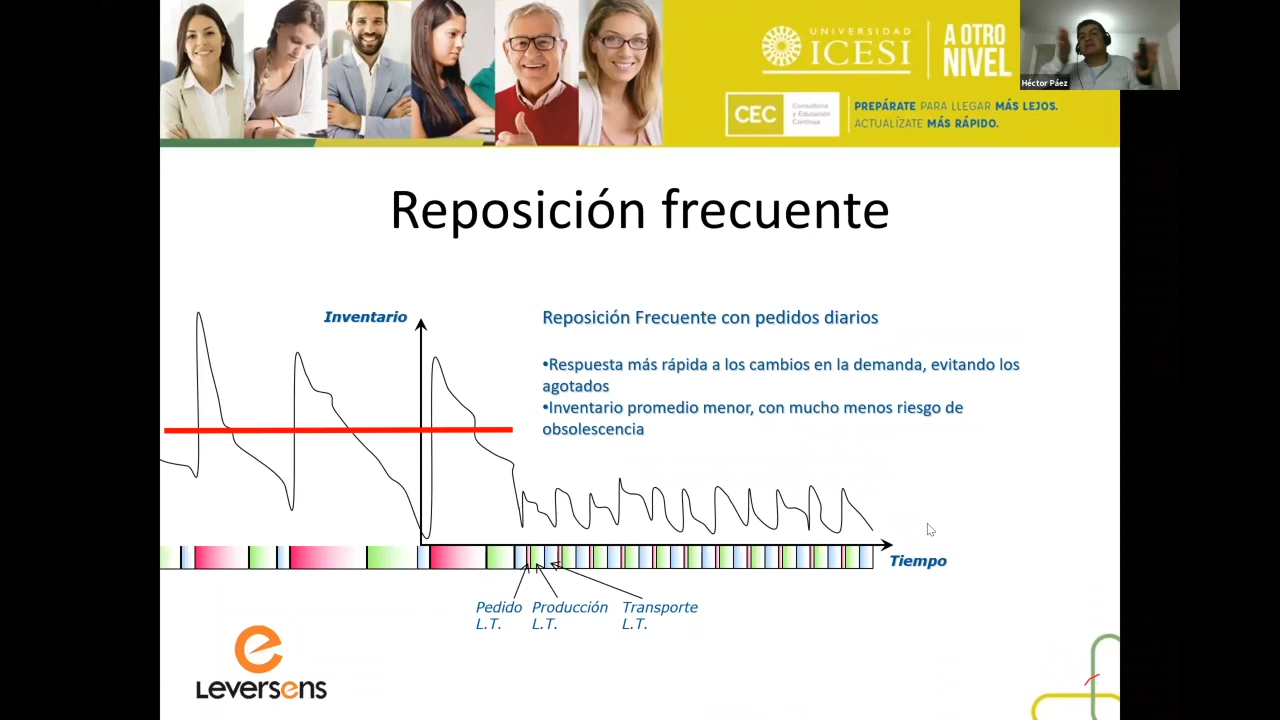 UNIVERSIDAD
ICESI
A OTRO
NIVEL
Héctor Páez
CEC
Consultoría
y Educación
Continua
PREPÁRATE PARA LLEGAR MÁS LEJOS.
ACTUALÍZATE MÁS RÁPIDO.
Reposición frecuente
Inventario
Reposición Frecuente con pedidos diarios
•Respuesta más rápida a los cambios en la demanda, evitando los
agotados
•Inventario promedio menor, con mucho menos riesgo de
obsolescencia
Tiempo
Pedido Producción Transporte
L.T. L.T. L.T.
Leversens